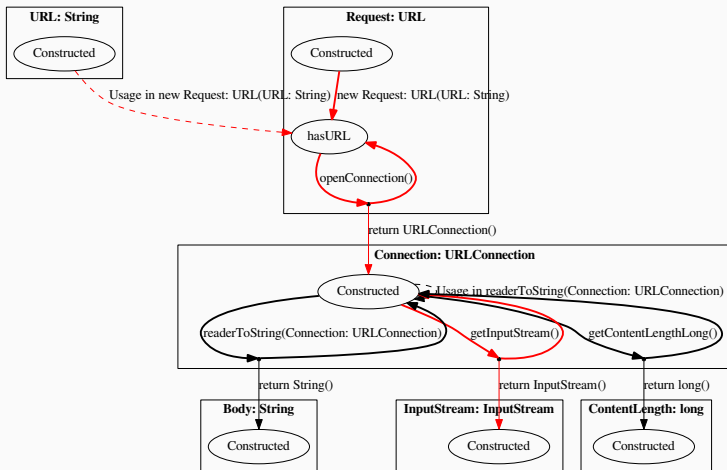 URL: String
Request: URL
Constructed
Constructed
Usage in new Request: URL(URL: String)
new Request: URL(URL: String)
hasURL
openConnection()
return URLConnection()
Connection: URLConnection
Constructed
Usage in readerToString(Connection: URLConnection)
readerToString(Connection: URLConnection)
getInputStream()
getContentLengthLong()
return String()
return InputStream()
return long()
Body: String
InputStream: InputStream
ContentLength: long
Constructed
Constructed
Constructed